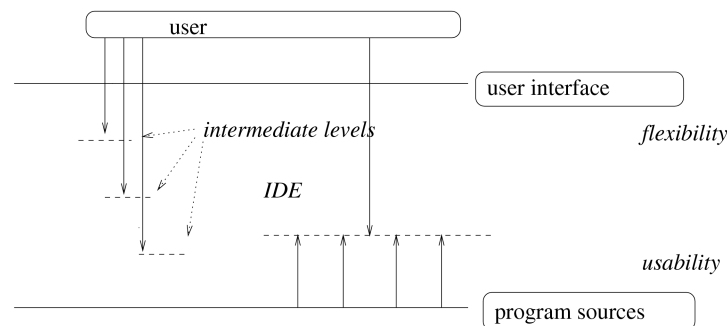 user
user interface
intermediate levels
flexibility
IDE
usability
program sources